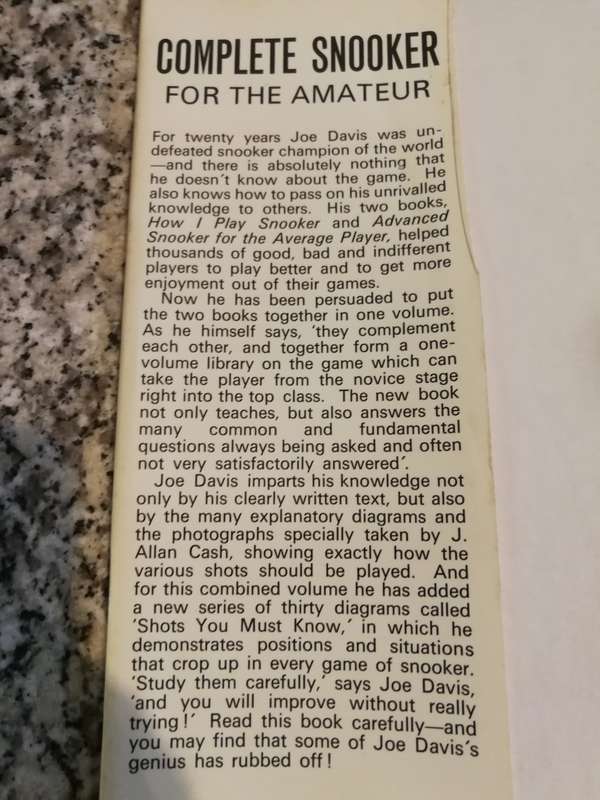 COMPLETE SNOOKER
FOR THE AMATEUR
For twenty years Joe Davis was un-
defeated snooker champion of the world
—and there is absolutely nothing that
he doesn't know about the game. He
also knows how to pass on his unrivalled
knowledge to others. His two books,
How I Play Snooker and Advanced
Snooker for the Average Player, helped
thousands of good, bad and indifferent
players to play better and to get more
enjoyment out of their games.
Now he has been persuaded to put
the two books together in one volume.
As he himself says, 'they complement
each other, and together form a one-
volume library on the game which can
take the player from the novice stage
right into the top class. The new book
not only teaches, but also answers the
many common and fundamental
questions always being asked and often
not very satisfactorily answered'.
Joe Davis imparts his knowledge not
only by his clearly written text, but also
by the many explanatory diagrams and
the photographs specially taken by J.
Allan Cash, showing exactly how the
various shots should be played. And
for this combined volume he has added
a new series of thirty diagrams called
'Shots You Must Know,' in which he
demonstrates positions and situations
that crop up in every game of snooker.
'Study them carefully,' says Joe Davis,
'and you will improve without really
trying!' Read this book carefully—and
you may find that some of Joe Davis's
genius has rubbed off!